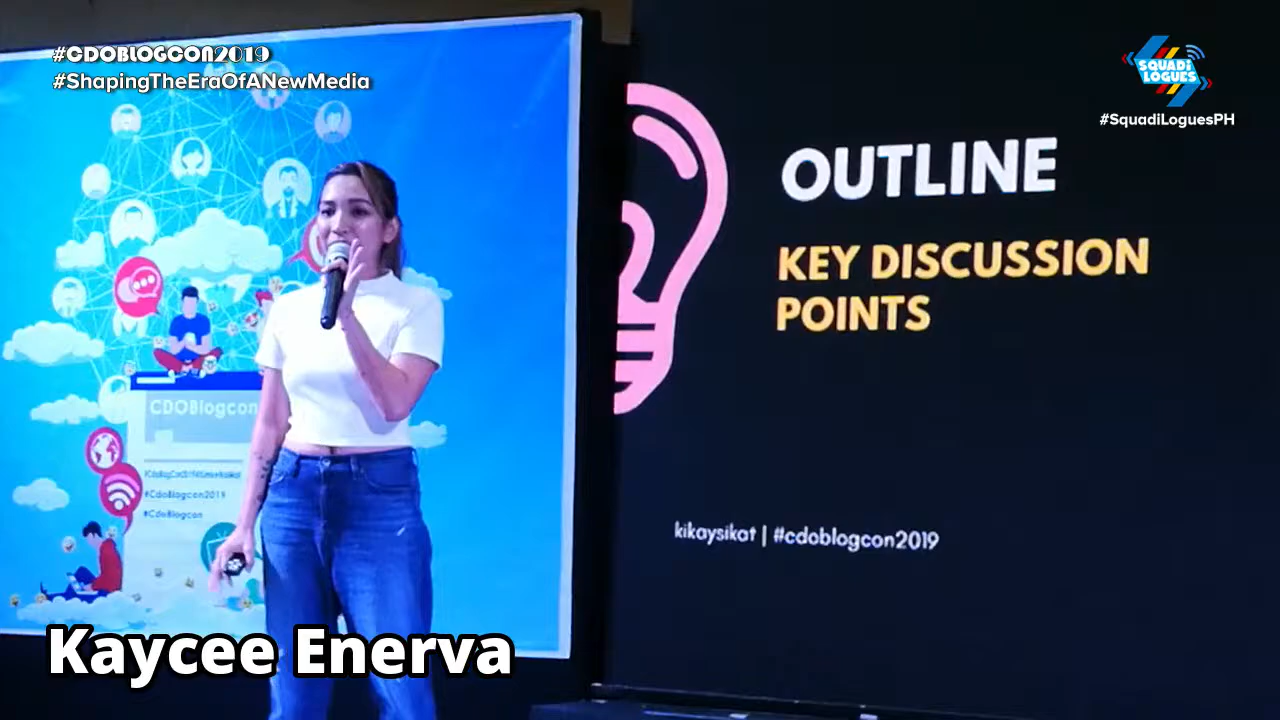 #CDOBLOGCON2019
#ShapingTheEraOfANewMedia
SQUADI
LOGUES
#SquadiLoguesPH
OUTLINE
KEY DISCUSSION
POINTS
kikaysikat | #cdoblogcon2019
CDOBlogcon
#CdoBlogcon2019
#CdoBlogcon
Kaycee Enerva